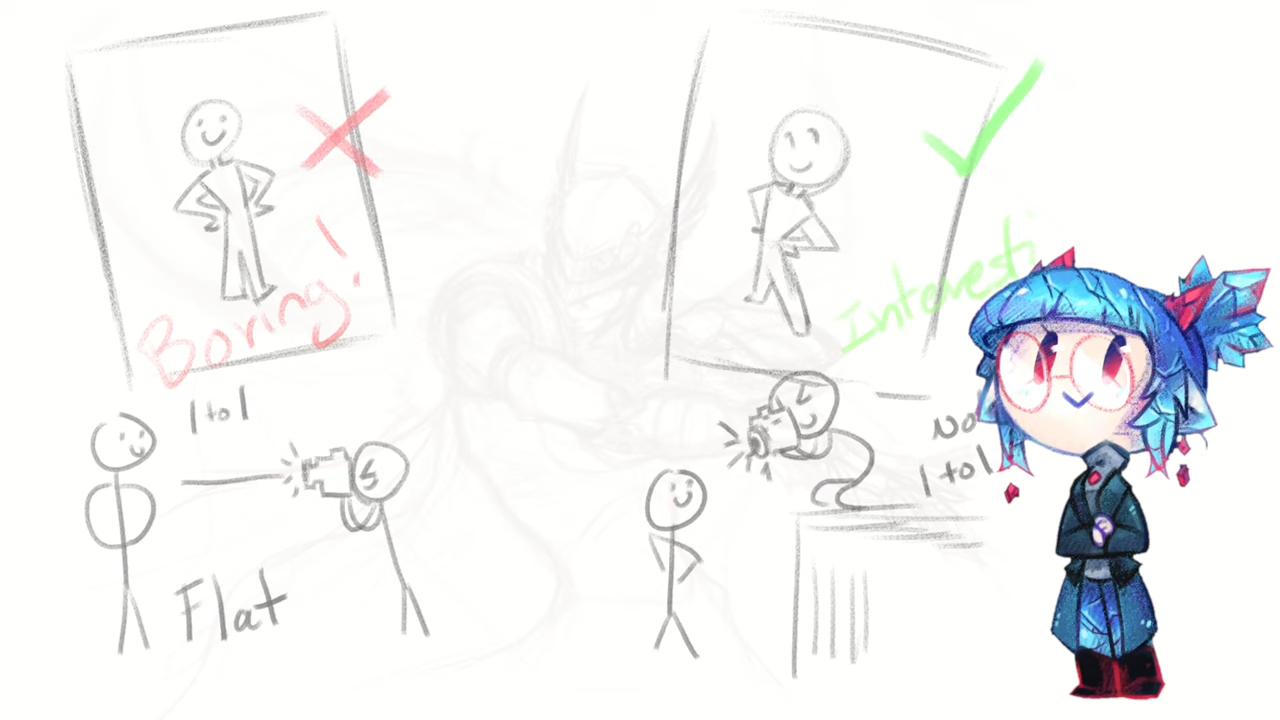 Boring!
Interesti
1 to 1
No
1 to 1
Flat